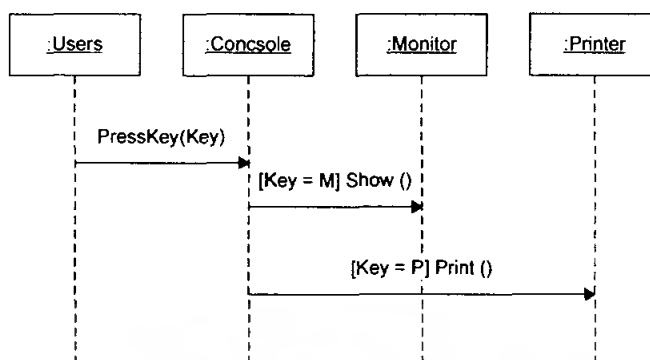 :Users
:Concsole
:Monitor
:Printer
PressKey(Key)
[Key = M] Show ()
[Key = P] Print ()